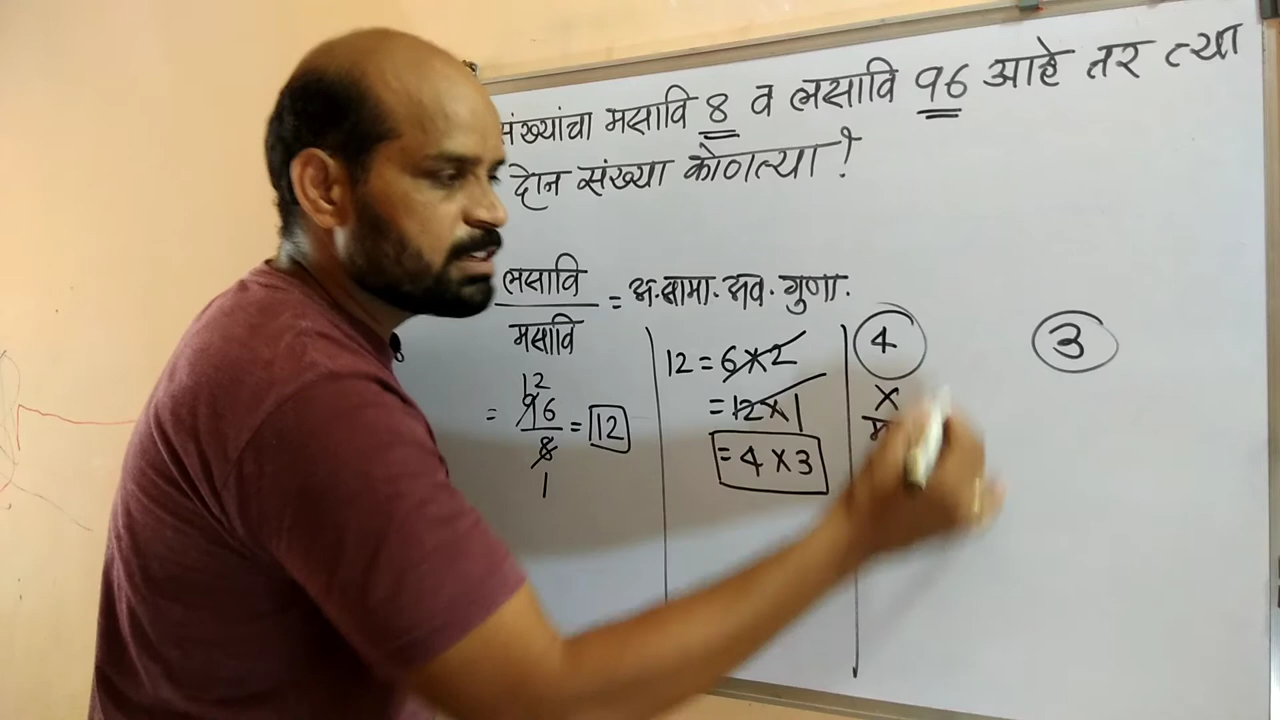 संख्यांचा मसावि 8 व लसावि 96 आहे तर त्या
दोन संख्या कोणत्या ?
लसावि / मसावि = अ.सामा. अव. गुणा.
= 96 / 8 = 12
12
1
12 = 6 × 2
= 12 × 1
= 4 × 3
4
×
3